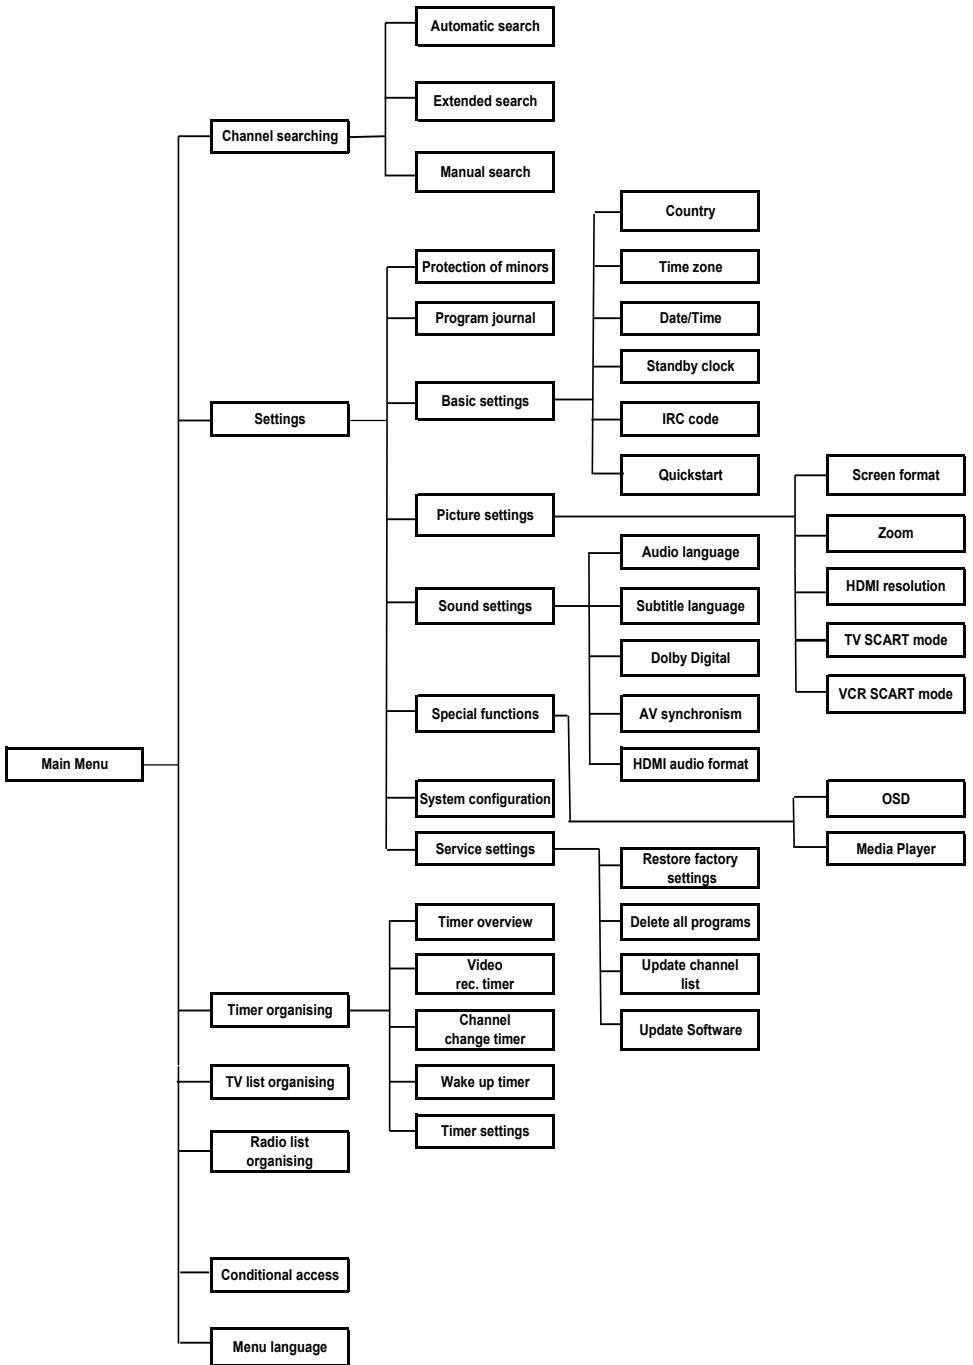 Automatic search
Extended search
Channel searching
Manual search
Country
Protection of minors
Time zone
Program journal
Date/Time
Standby clock
Basic settings
Settings
IRC code
Quickstart
Screen format
Picture settings
Zoom
Audio language
HDMI resolution
Sound settings
Subtitle language
TV SCART mode
Dolby Digital
VCR SCART mode
Special functions
AV synchronism
Main Menu
HDMI audio format
System configuration
OSD
Service settings
Media Player
Restore factory
settings
Timer overview
Delete all programs
Video
rec. timer
Update channel
list
Timer organising
Channel
change timer
Update Software
TV list organising
Wake up timer
Timer settings
Radio list
organising
Conditional access
Menu language